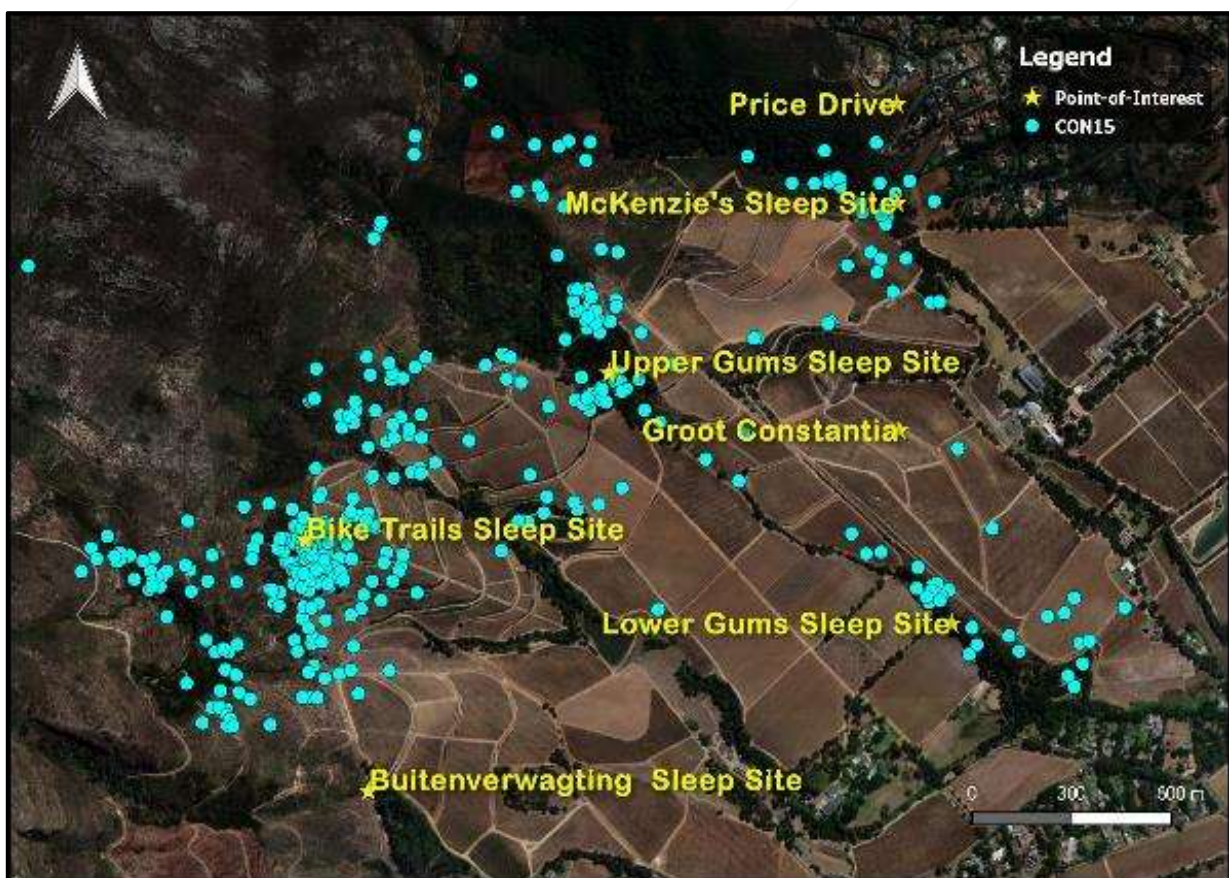 Legend
Point-of-Interest
CON15
Price Drive
McKenzie's Sleep Site
Upper Gums Sleep Site
Groot Constantia
Bike Trails Sleep Site
Lower Gums Sleep Site
Buitenverwagting Sleep Site
0 300 600 m